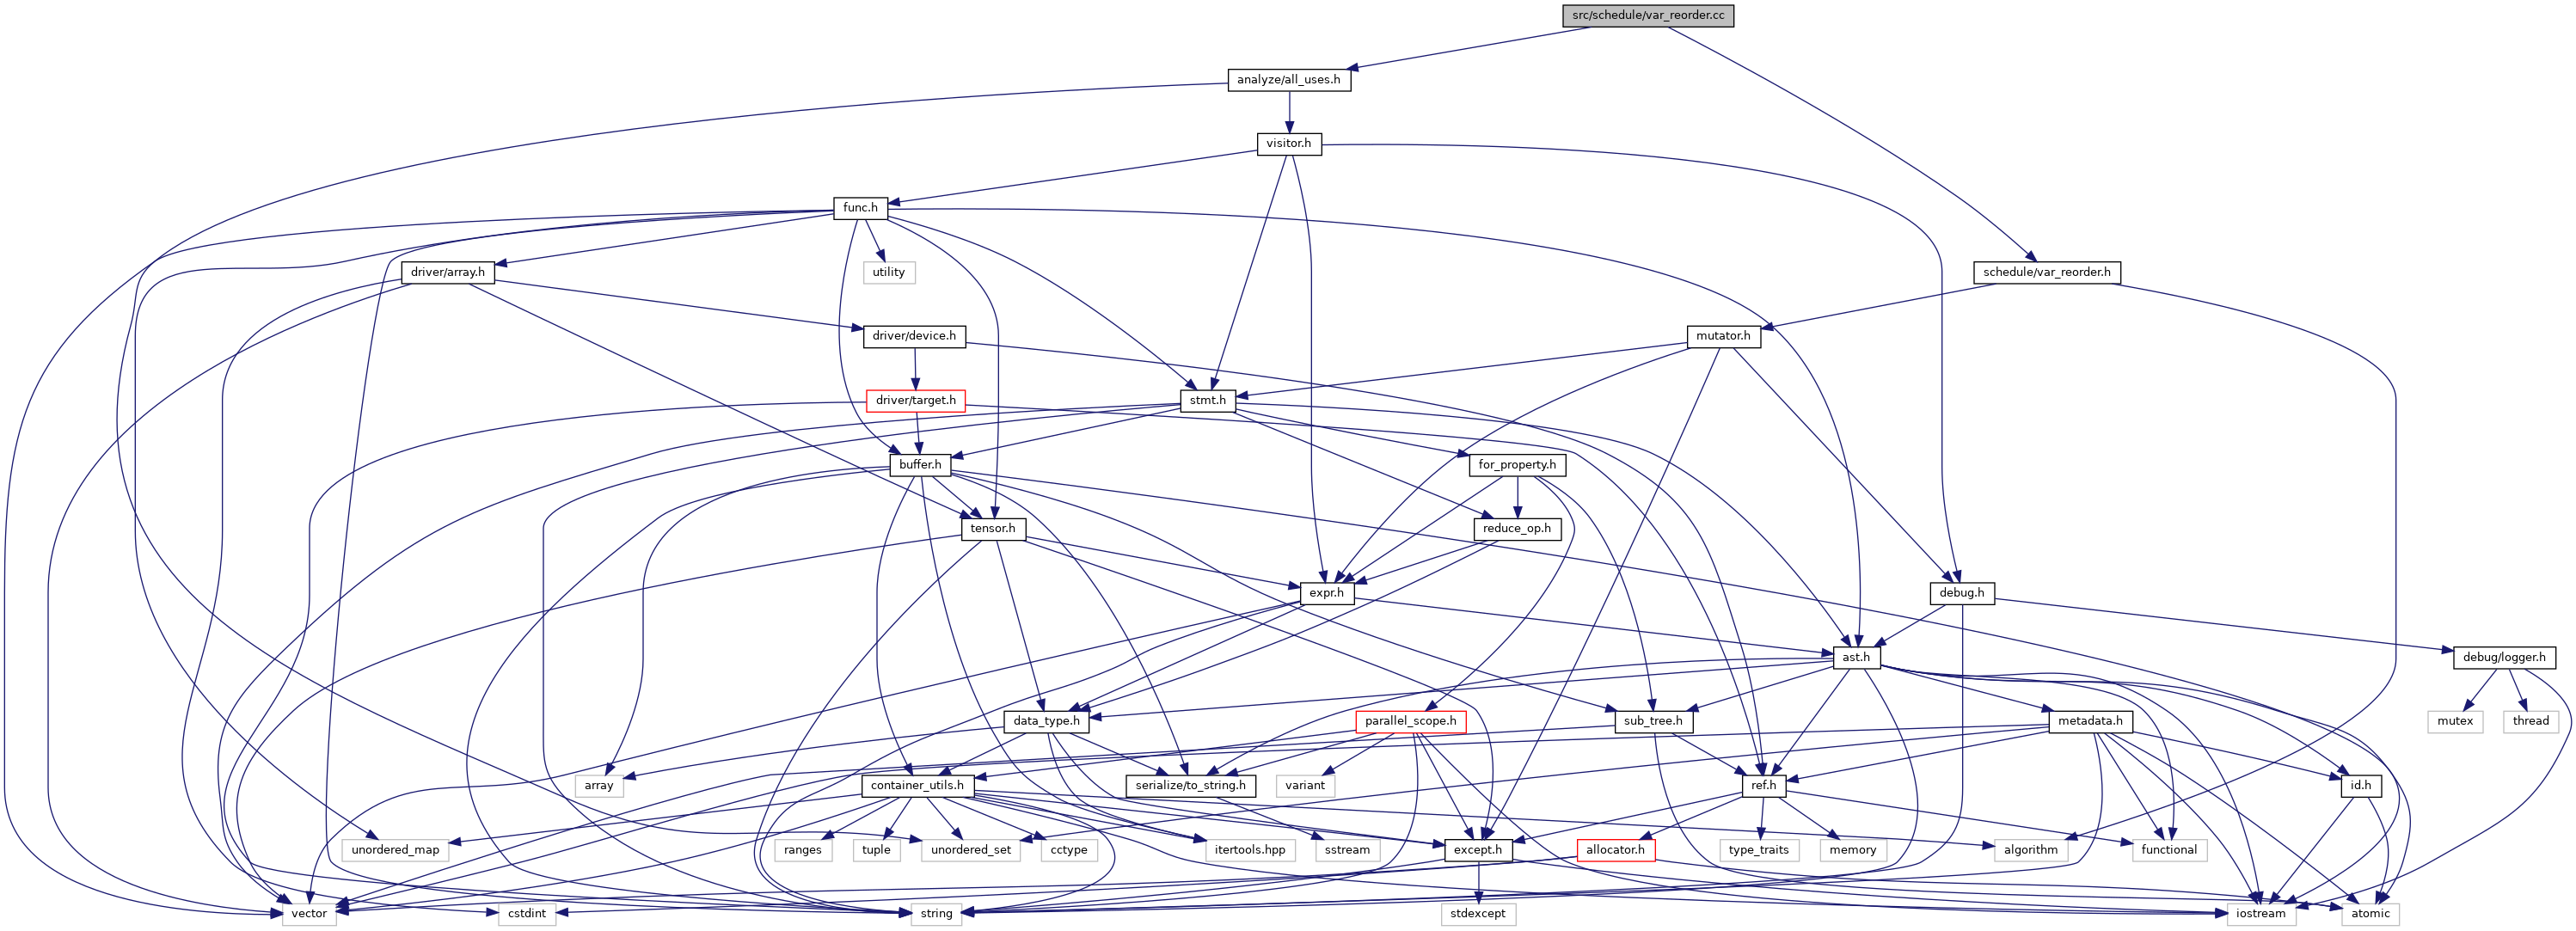 src/schedule/var_reorder.cc
analyze/all_uses.h
visitor.h
func.h
driver/array.h
utility
schedule/var_reorder.h
driver/device.h
mutator.h
driver/target.h
stmt.h
buffer.h
for_property.h
tensor.h
reduce_op.h
expr.h
debug.h
ast.h
debug/logger.h
data_type.h
parallel_scope.h
sub_tree.h
metadata.h
mutex
thread
array
container_utils.h
serialize/to_string.h
variant
ref.h
id.h
unordered_map
ranges
tuple
unordered_set
cctype
itertools.hpp
sstream
except.h
allocator.h
type_traits
memory
algorithm
functional
vector
cstdint
string
stdexcept
iostream
atomic